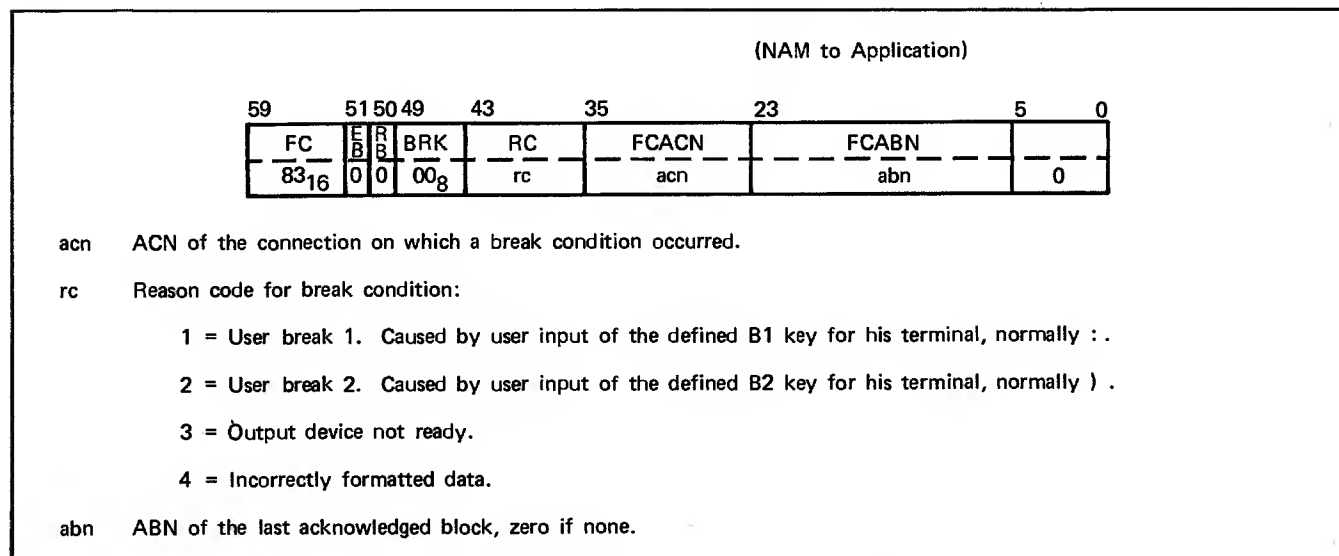 (NAM to Application)
59 51 50 49 43 35 23 5 0
FC EB RB BRK RC FCACN FCABN
83₁₆ 0 0 00₈ rc acn abn 0
acn ACN of the connection on which a break condition occurred.
rc Reason code for break condition:
1 = User break 1. Caused by user input of the defined B1 key for his terminal, normally : .
2 = User break 2. Caused by user input of the defined B2 key for his terminal, normally ) .
3 = Output device not ready.
4 = Incorrectly formatted data.
abn ABN of the last acknowledged block, zero if none.